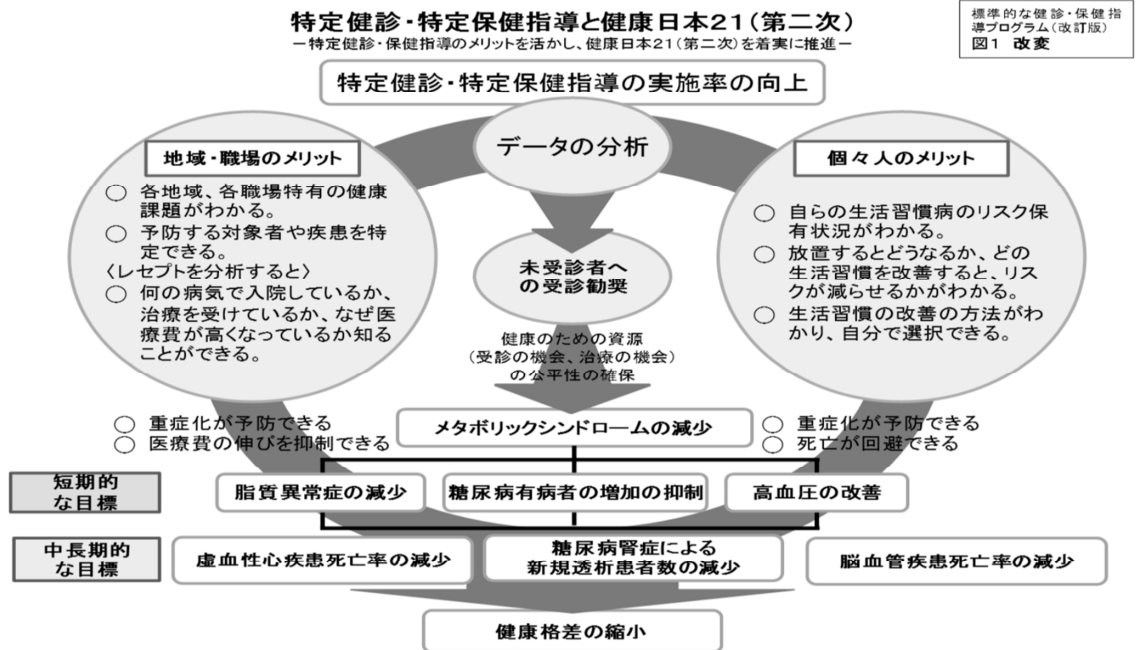 特定健診・特定保健指導と健康日本21(第二次)
－特定健診・保健指導のメリットを活かし、健康日本21(第二次)を着実に推進－
標準的な健診・保健指
導プログラム(改訂版)
図1 改変
特定健診・特定保健指導の実施率の向上
データの分析
地域・職場のメリット
○ 各地域、各職場特有の健康
課題がわかる。
○ 予防する対象者や疾患を特
定できる。
〈レセプトを分析すると〉
○ 何の病気で入院しているか、
治療を受けているか、なぜ医
療費が高くなっているか知る
ことができる。
個々人のメリット
○ 自らの生活習慣病のリスク保
有状況がわかる。
○ 放置するとどうなるか、どの
生活習慣を改善すると、リス
クが減らせるかがわかる。
○ 生活習慣の改善の方法がわ
かり、自分で選択できる。
未受診者へ
の受診勧奨
健康のための資源
(受診の機会、治療の機会)
の公平性の確保
○ 重症化が予防できる
○ 医療費の伸びを抑制できる
メタボリックシンドロームの減少
○ 重症化が予防できる
○ 死亡が回避できる
短期的
な目標
脂質異常症の減少
糖尿病有病者の増加の抑制
高血圧の改善
中長期的
な目標
虚血性心疾患死亡率の減少
糖尿病腎症による
新規透析患者数の減少
脳血管疾患死亡率の減少
健康格差の縮小